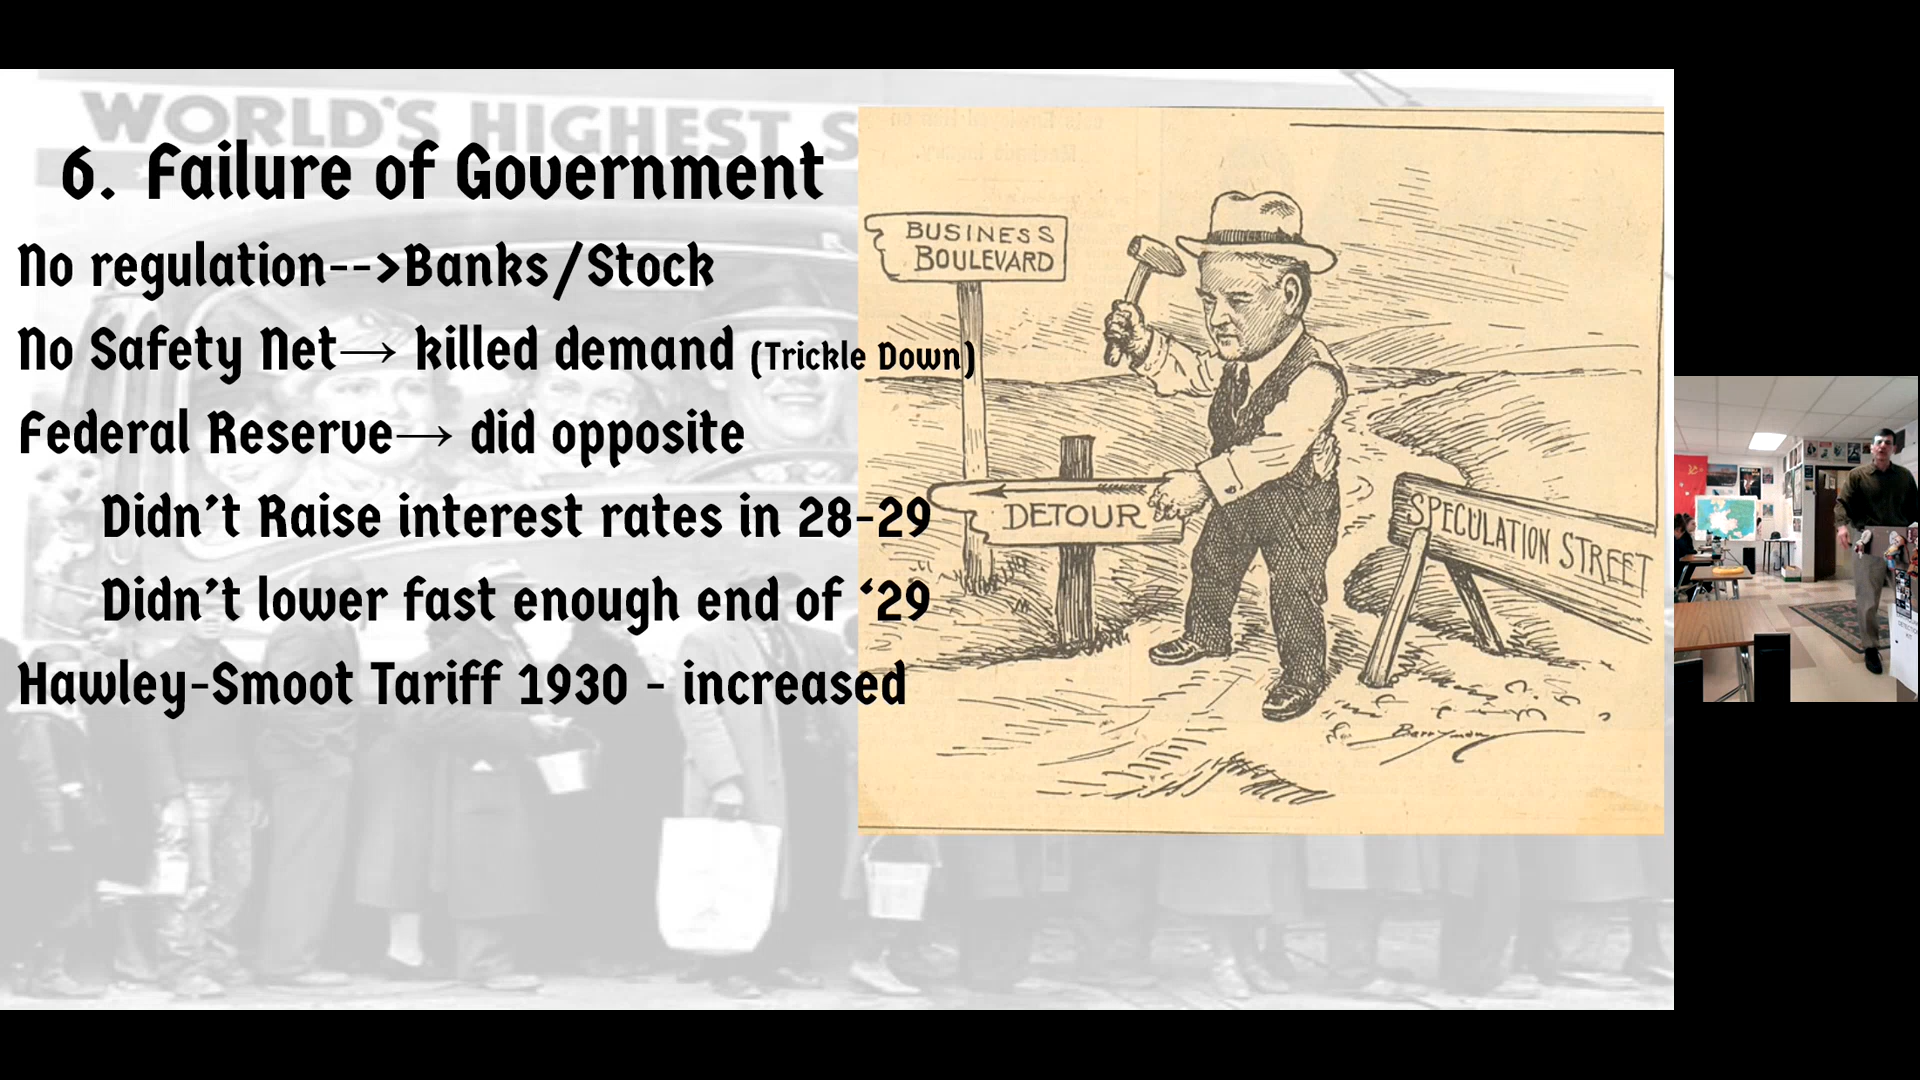 WORLD'S HIGHEST S
6. Failure of Government
No regulation-->Banks/Stock
No Safety Net→ killed demand (Trickle Down)
Federal Reserve→ did opposite
Didn't Raise interest rates in 28-29
Didn't lower fast enough end of ‘29
Hawley-Smoot Tariff 1930 - increased
BUSINESS
BOULEVARD
DETOUR
SPECULATION STREET
Berryman